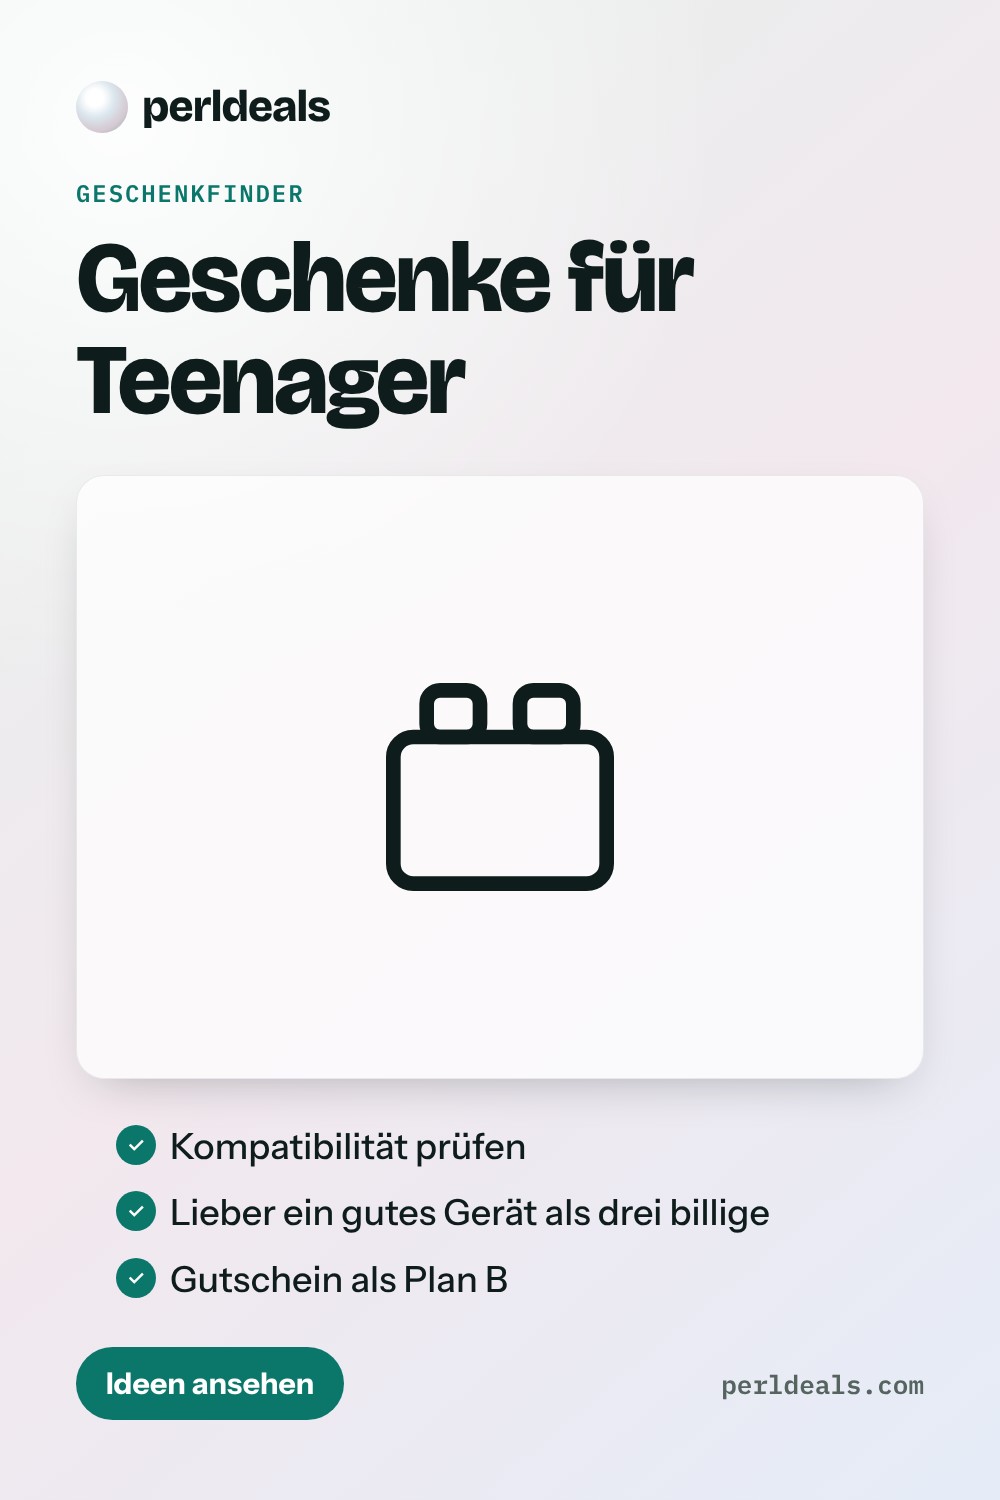 perldeals
GESCHENKFINDER
Geschenke für
Teenager
Kompatibilität prüfen
Lieber ein gutes Gerät als drei billige
Gutschein als Plan B
Ideen ansehen
perldeals.com